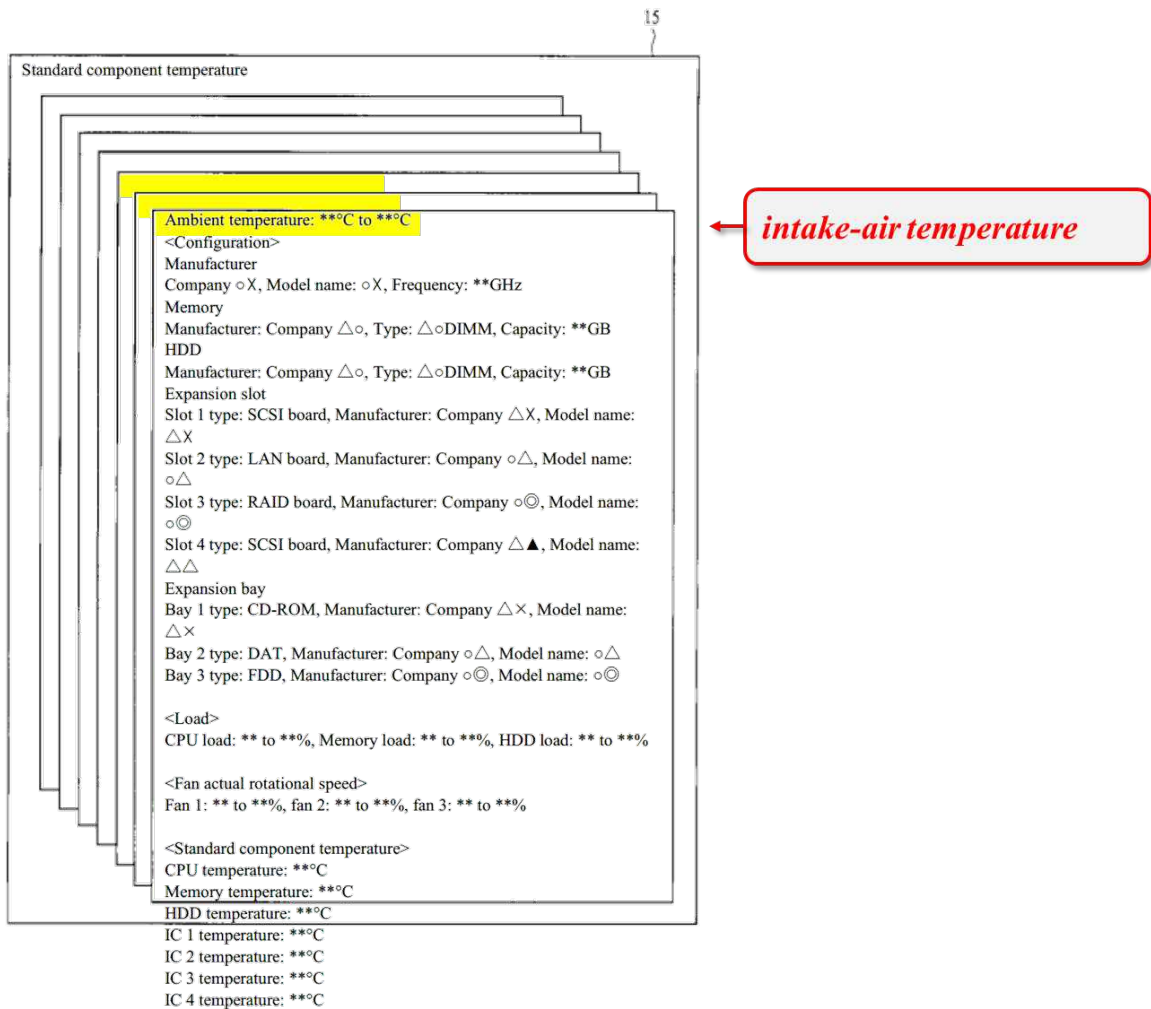 15
Standard component temperature
Ambient temperature: **°C to **°C
intake-air temperature
<Configuration>
Manufacturer
Company ○X, Model name: ○X, Frequency: **GHz
Memory
Manufacturer: Company △○, Type: △○DIMM, Capacity: **GB
HDD
Manufacturer: Company △○, Type: △○DIMM, Capacity: **GB
Expansion slot
Slot 1 type: SCSI board, Manufacturer: Company △X, Model name:
△X
Slot 2 type: LAN board, Manufacturer: Company ○△, Model name:
○△
Slot 3 type: RAID board, Manufacturer: Company ○◎, Model name:
○◎
Slot 4 type: SCSI board, Manufacturer: Company △▲, Model name:
△△
Expansion bay
Bay 1 type: CD-ROM, Manufacturer: Company △×, Model name:
△×
Bay 2 type: DAT, Manufacturer: Company ○△, Model name: ○△
Bay 3 type: FDD, Manufacturer: Company ○◎, Model name: ○◎
<Load>
CPU load: ** to **%, Memory load: ** to **%, HDD load: ** to **%
<Fan actual rotational speed>
Fan 1: ** to **%, fan 2: ** to **%, fan 3: ** to **%
<Standard component temperature>
CPU temperature: **°C
Memory temperature: **°C
HDD temperature: **°C
IC 1 temperature: **°C
IC 2 temperature: **°C
IC 3 temperature: **°C
IC 4 temperature: **°C